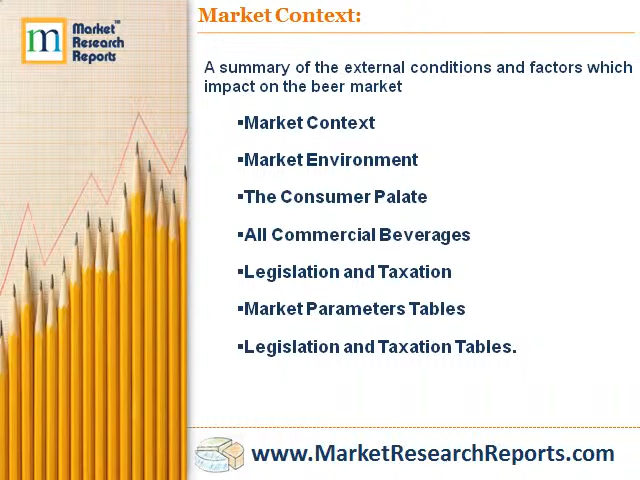 m
Market™
Research
Reports
Market Context:
A summary of the external conditions and factors which
impact on the beer market
▪Market Context
▪Market Environment
▪The Consumer Palate
▪All Commercial Beverages
▪Legislation and Taxation
▪Market Parameters Tables
▪Legislation and Taxation Tables.
www.MarketResearchReports.com